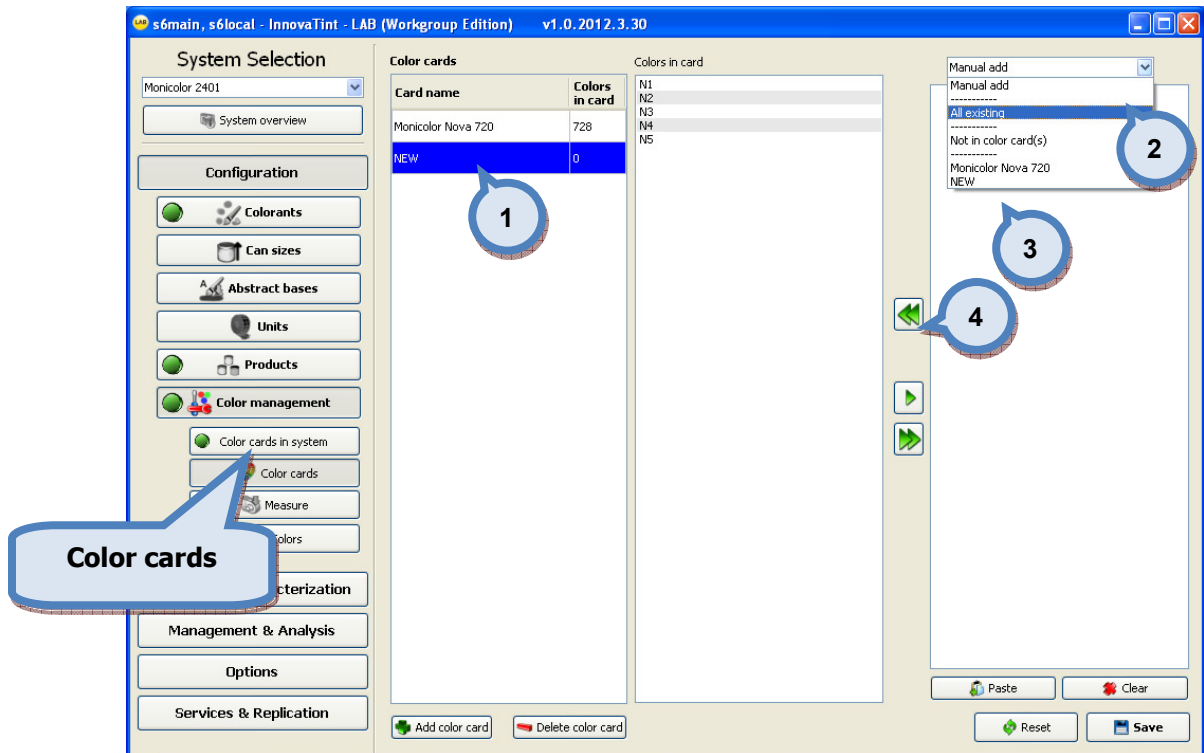 LAB s6main, s6local - InnovaTint - LAB (Workgroup Edition) v1.0.2012.3.30
System Selection
Monicolor 2401
System overview
Configuration
Colorants
Can sizes
A Abstract bases
Units
Products
Color management
Color cards in system
Color cards
Measure
olors
Color cards
cterization
Management & Analysis
Options
Services & Replication
Color cards
Card name Colors in card
Monicolor Nova 720 728
NEW 0
1
Add color card Delete color card
Colors in card
N1
N2
N3
N4
N5
Manual add
Manual add
-----------
All existing
-----------
Not in color card(s)
-----------
Monicolor Nova 720
NEW
2
3
4
Paste Clear
Reset Save